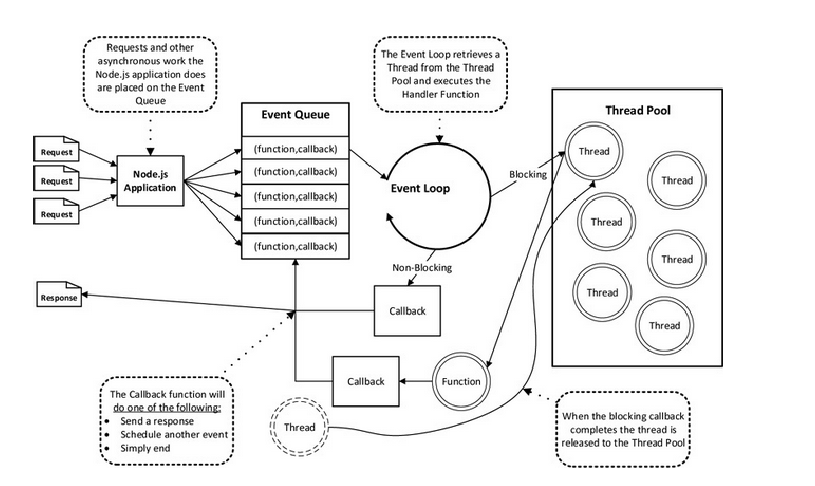 Requests and other
asynchronous work the
Node.js application does
are placed on the Event
Queue
The Event Loop retrieves a
Thread from the Thread
Pool and executes the
Handler Function
Event Queue
(function,callback)
(function,callback)
(function,callback)
(function,callback)
(function,callback)
Request
Request
Request
Node.js
Application
Event Loop
Blocking
Non-Blocking
Thread Pool
Thread
Thread
Thread
Thread
Thread
Thread
Response
Callback
Callback
Function
Thread
The Callback function will
do one of the following:
• Send a response
• Schedule another event
• Simply end
When the blocking callback
completes the thread is
released to the Thread Pool